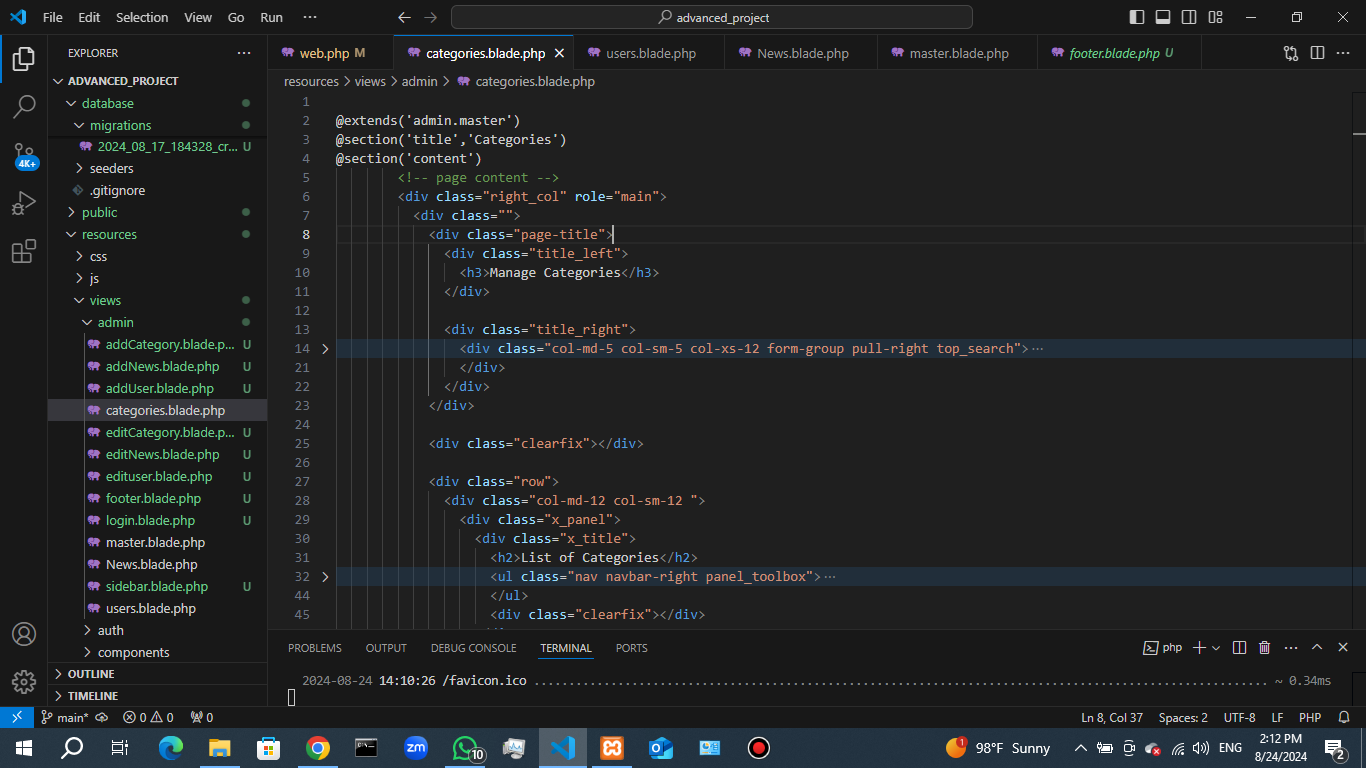 File Edit Selection View Go Run ··· advanced_project
EXPLORER ···
ADVANCED_PROJECT
database
migrations
2024_08_17_184328_cr... U
seeders
.gitignore
public
resources
css
js
views
admin
addCategory.blade.p... U
addNews.blade.php U
addUser.blade.php U
categories.blade.php
editCategory.blade.p... U
editNews.blade.php U
edituser.blade.php U
footer.blade.php U
login.blade.php U
master.blade.php
News.blade.php
sidebar.blade.php U
users.blade.php
auth
components
OUTLINE
TIMELINE
4K+
web.php M categories.blade.php users.blade.php News.blade.php master.blade.php footer.blade.php U
resources > views > admin > categories.blade.php
1
2 @extends('admin.master')
3 @section('title','Categories')
4 @section('content')
5 <!-- page content -->
6 <div class="right_col" role="main">
7 <div class="">
8 <div class="page-title">
9 <div class="title_left">
10 <h3>Manage Categories</h3>
11 </div>
12
13 <div class="title_right">
14 <div class="col-md-5 col-sm-5 col-xs-12 form-group pull-right top_search">···
21 </div>
22 </div>
23 </div>
24
25 <div class="clearfix"></div>
26
27 <div class="row">
28 <div class="col-md-12 col-sm-12 ">
29 <div class="x_panel">
30 <div class="x_title">
31 <h2>List of Categories</h2>
32 <ul class="nav navbar-right panel_toolbox">···
44 </ul>
45 <div class="clearfix"></div>
PROBLEMS OUTPUT DEBUG CONSOLE TERMINAL PORTS php
2024-08-24 14:10:26 /favicon.ico ............................................................................................... ~ 0.34ms
main* 0 0 0 Ln 8, Col 37 Spaces: 2 UTF-8 LF PHP
zm 10 1 98°F Sunny ENG 2:12 PM 8/24/2024 2